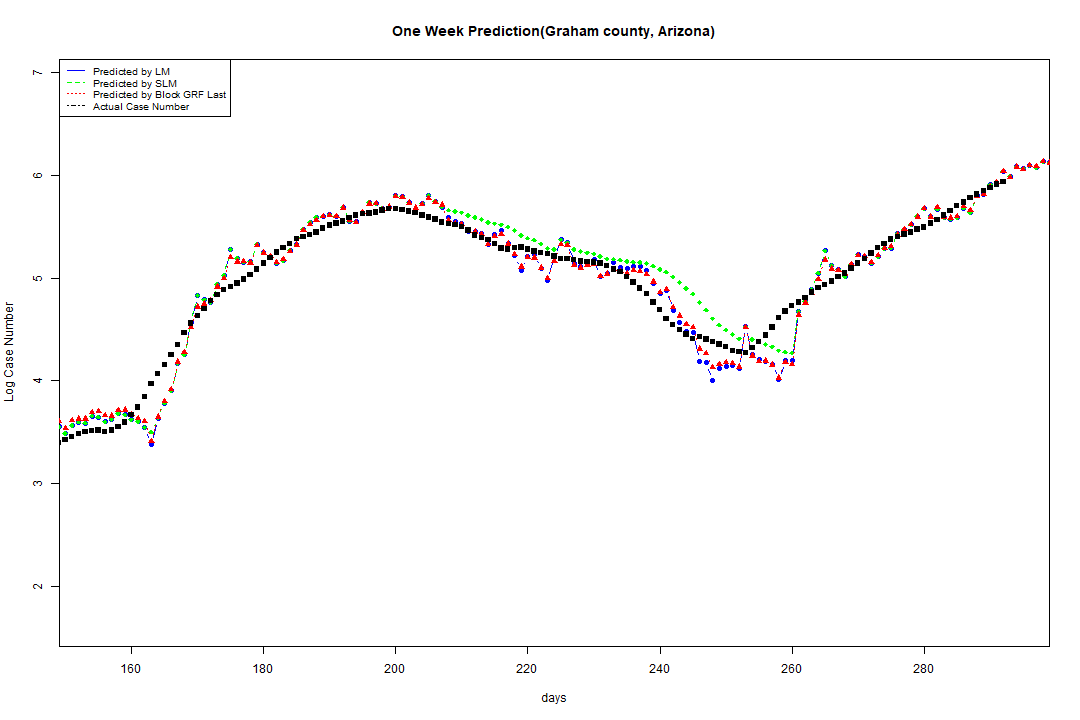 One Week Prediction(Graham county, Arizona)
Predicted by LM
Predicted by SLM
Predicted by Block GRF Last
Actual Case Number
7
6
5
4
3
2
Log Case Number
160 180 200 220 240 260 280
days